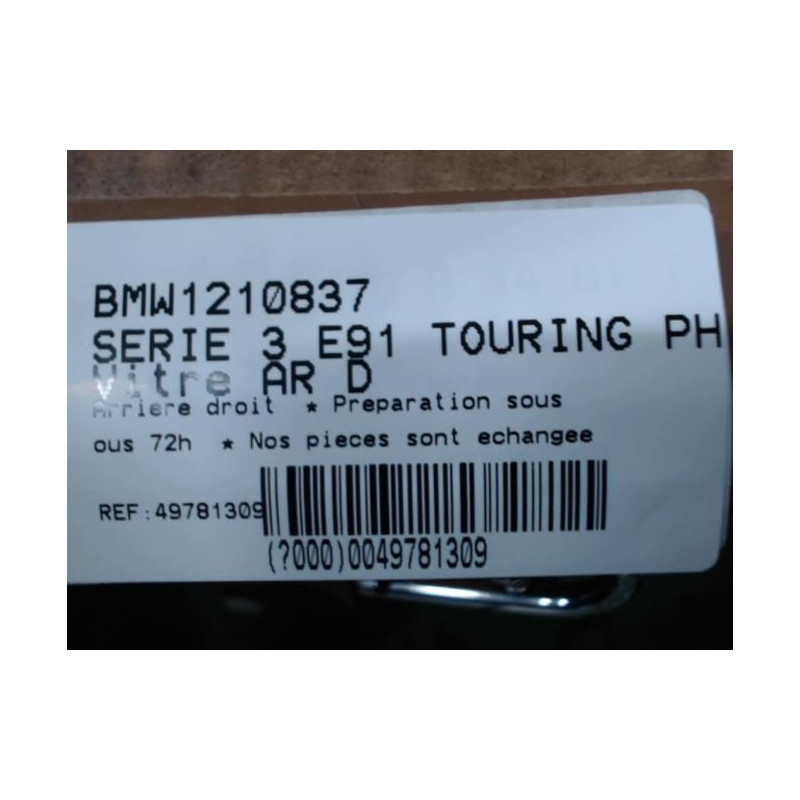 BMW1210837
SERIE 3 E91 TOURING PH
Vitre AR D
Arriere droit * Preparation sous
ous 72h * Nos pieces sont echangee
REF:49781309
(?000)0049781309